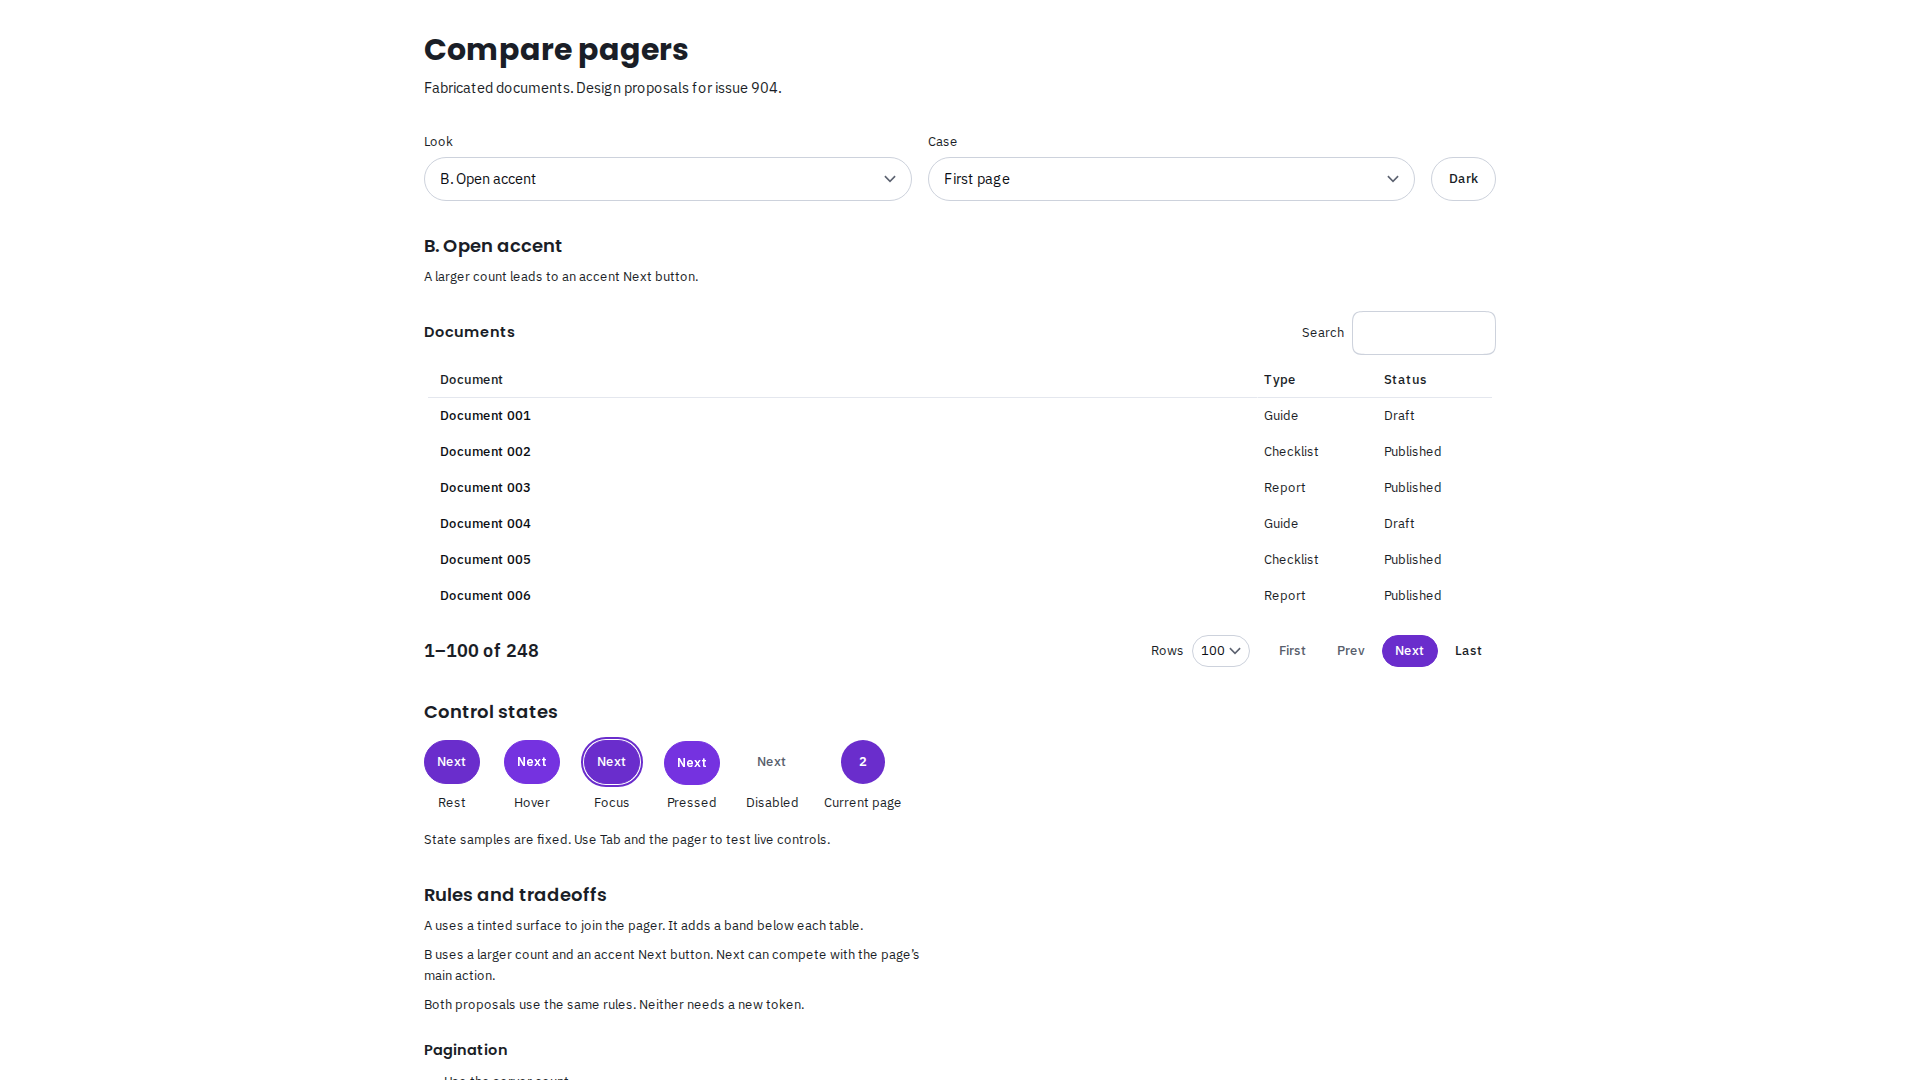 Compare pagers
Fabricated documents. Design proposals for issue 904.
Look
Case
B. Open accent
First page
Dark
B. Open accent
A larger count leads to an accent Next button.
Documents
Search
Document Type Status
Document 001 Guide Draft
Document 002 Checklist Published
Document 003 Report Published
Document 004 Guide Draft
Document 005 Checklist Published
Document 006 Report Published
1–100 of 248
Rows 100 First Prev Next Last
Control states
Next Next Next Next Next 2
Rest Hover Focus Pressed Disabled Current page
State samples are fixed. Use Tab and the pager to test live controls.
Rules and tradeoffs
A uses a tinted surface to join the pager. It adds a band below each table.
B uses a larger count and an accent Next button. Next can compete with the page’s
main action.
Both proposals use the same rules. Neither needs a new token.
Pagination
Use the server count.